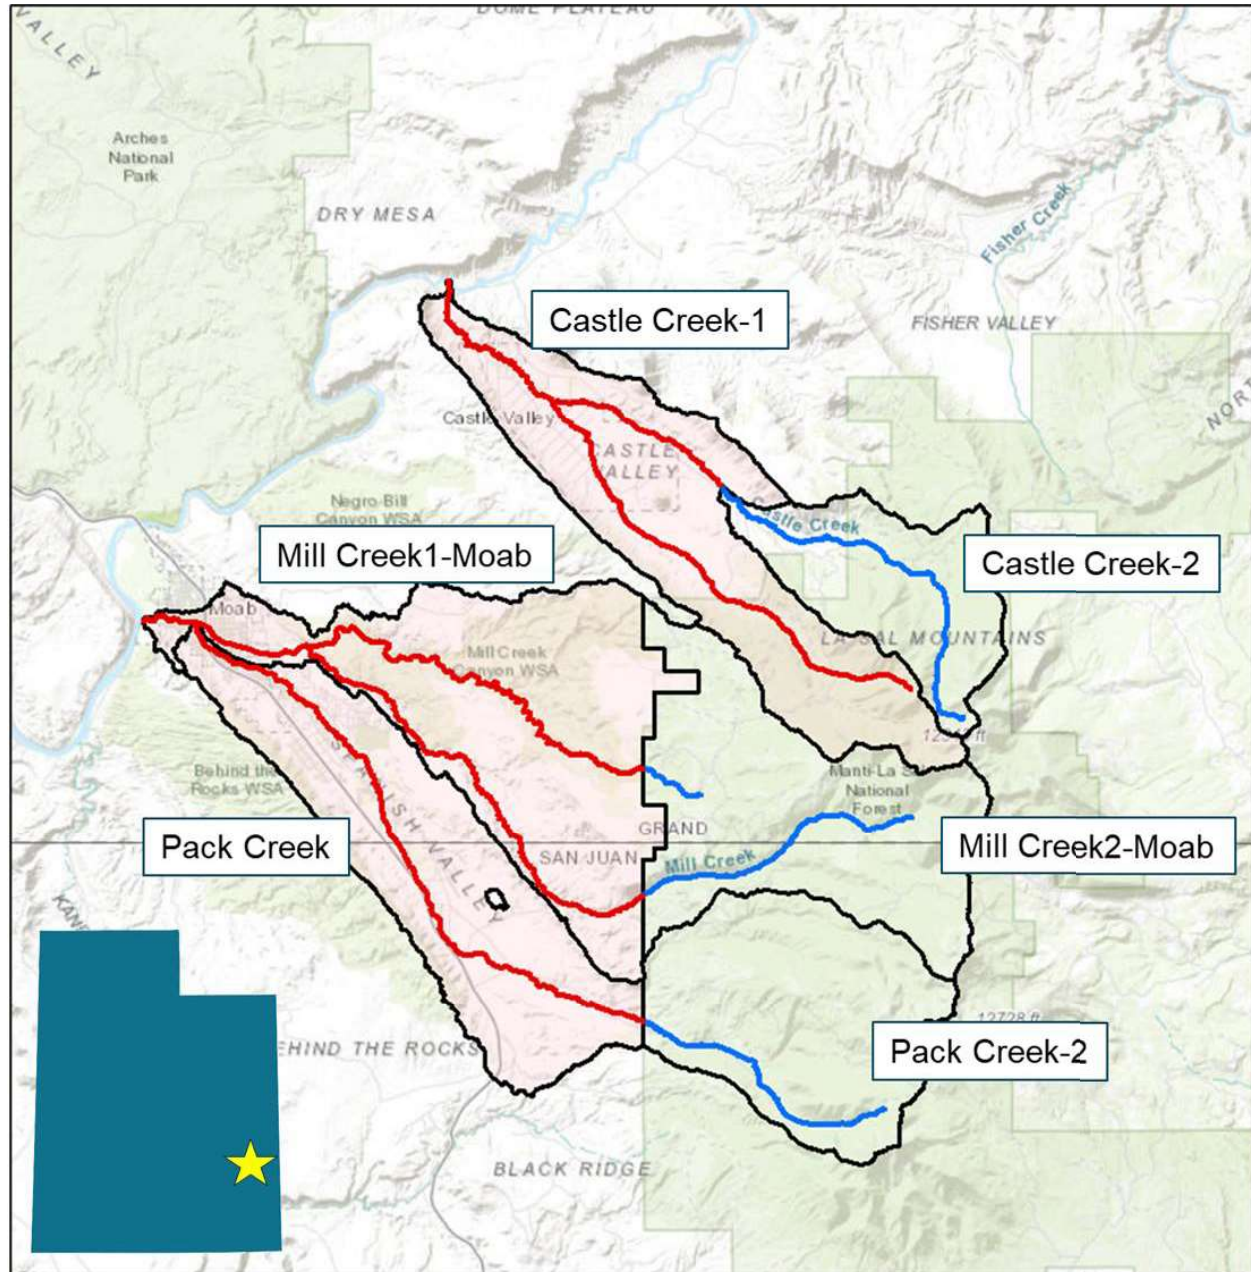 DOME PLATEAU
VALLEY
Arches
National
Park
DRY MESA
Fisher Creek
Castle Creek-1
FISHER VALLEY
Castle Valley
CASTLE
VALLEY
NORT
Negro Bill
Canyon WSA
Castle Creek
Mill Creek1-Moab
Castle Creek-2
Moab
LA SAL MOUNTAINS
Mill Creek
Canyon WSA
Behind the
Rocks WSA
SPANISH VALLEY
Manti-La Sal
National
Forest
GRAND
Pack Creek
SAN JUAN
Mill Creek
Mill Creek2-Moab
12728 ft
BEHIND THE ROCKS
Pack Creek-2
BLACK RIDGE